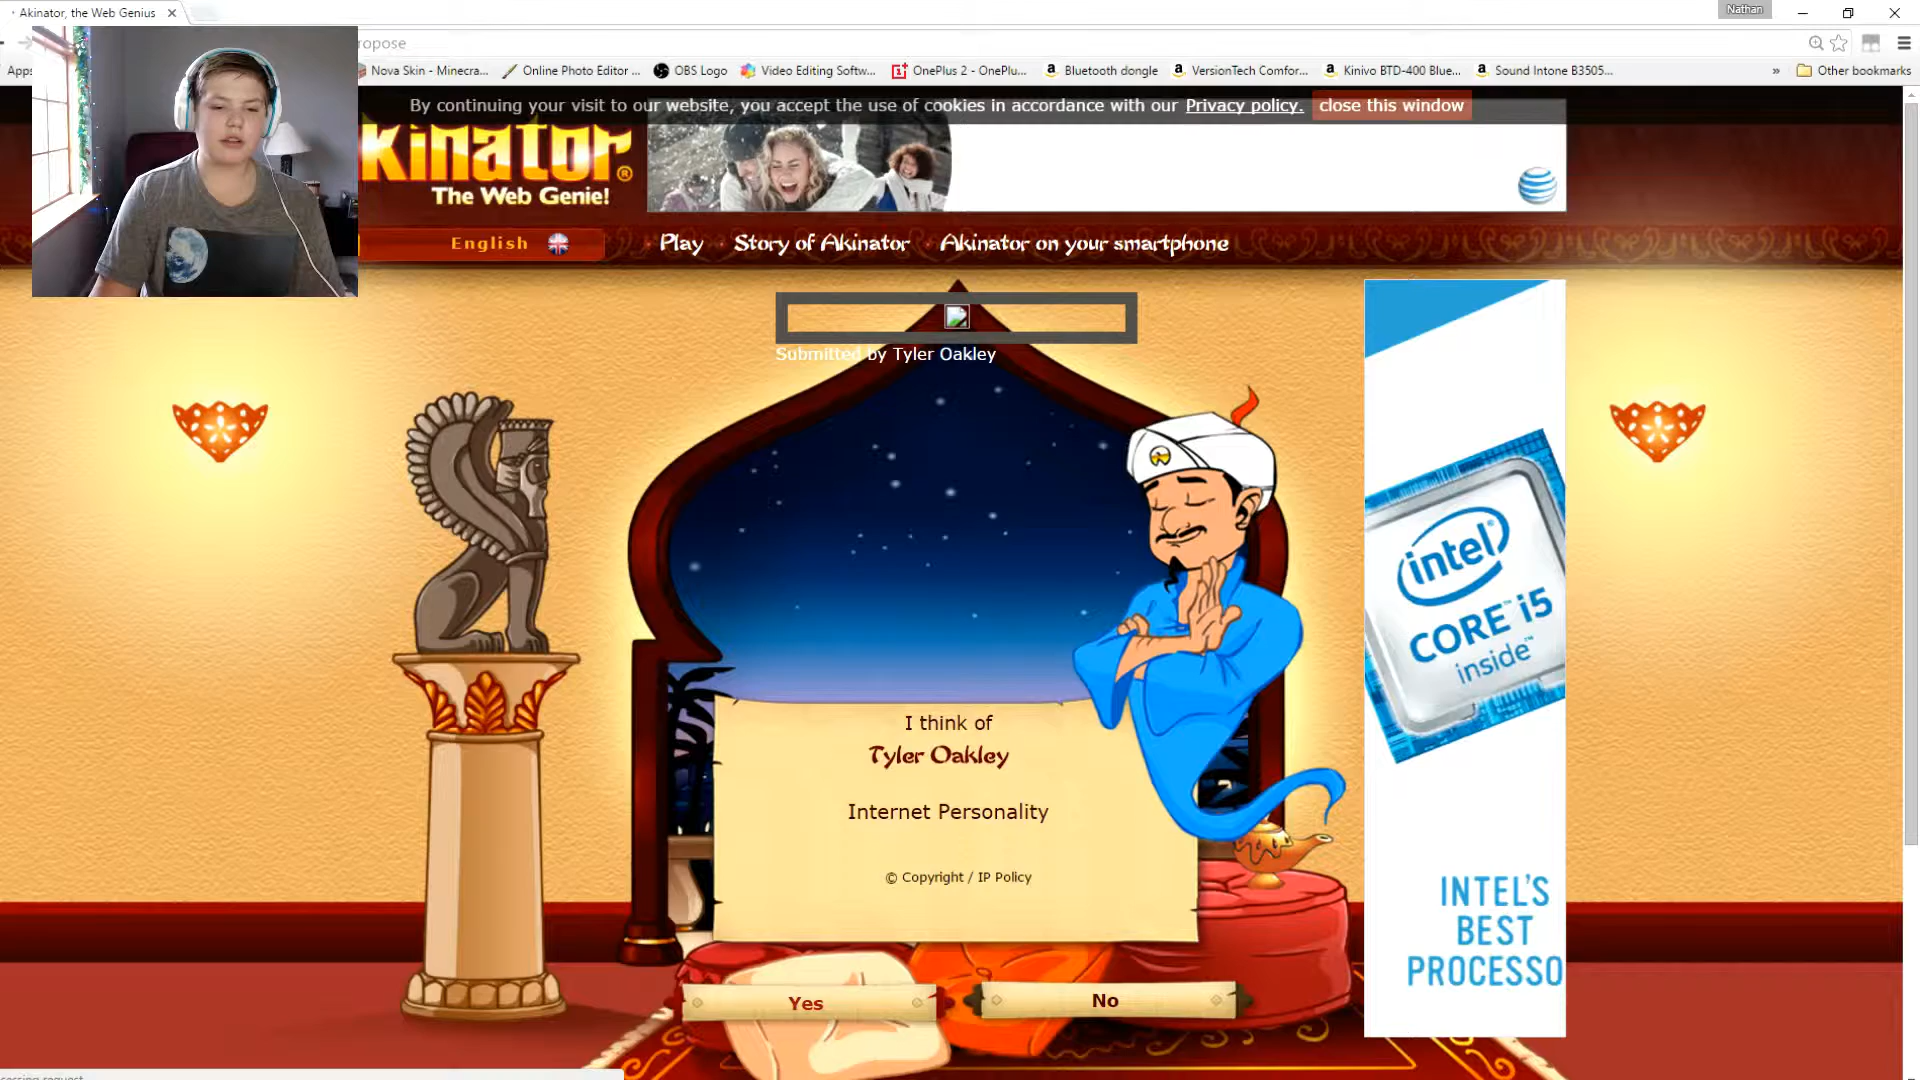 Akinator, the Web Genius
Nathan
ropose
Apps
Nova Skin - Minecra...
Online Photo Editor ...
OBS Logo
Video Editing Softw...
OnePlus 2 - OnePlu...
Bluetooth dongle
VersionTech Comfor...
Kinivo BTD-400 Blue...
Sound Intone B3505...
»
Other bookmarks
By continuing your visit to our website, you accept the use of cookies in accordance with our Privacy policy. close this window
kinator®
The Web Genie!
English
Play
Story of Akinator
Akinator on your smartphone
Submitted by Tyler Oakley
I think of
Tyler Oakley
Internet Personality
© Copyright / IP Policy
Yes
No
intel®
CORE™ i5
inside™
INTEL'S
BEST
PROCESSO